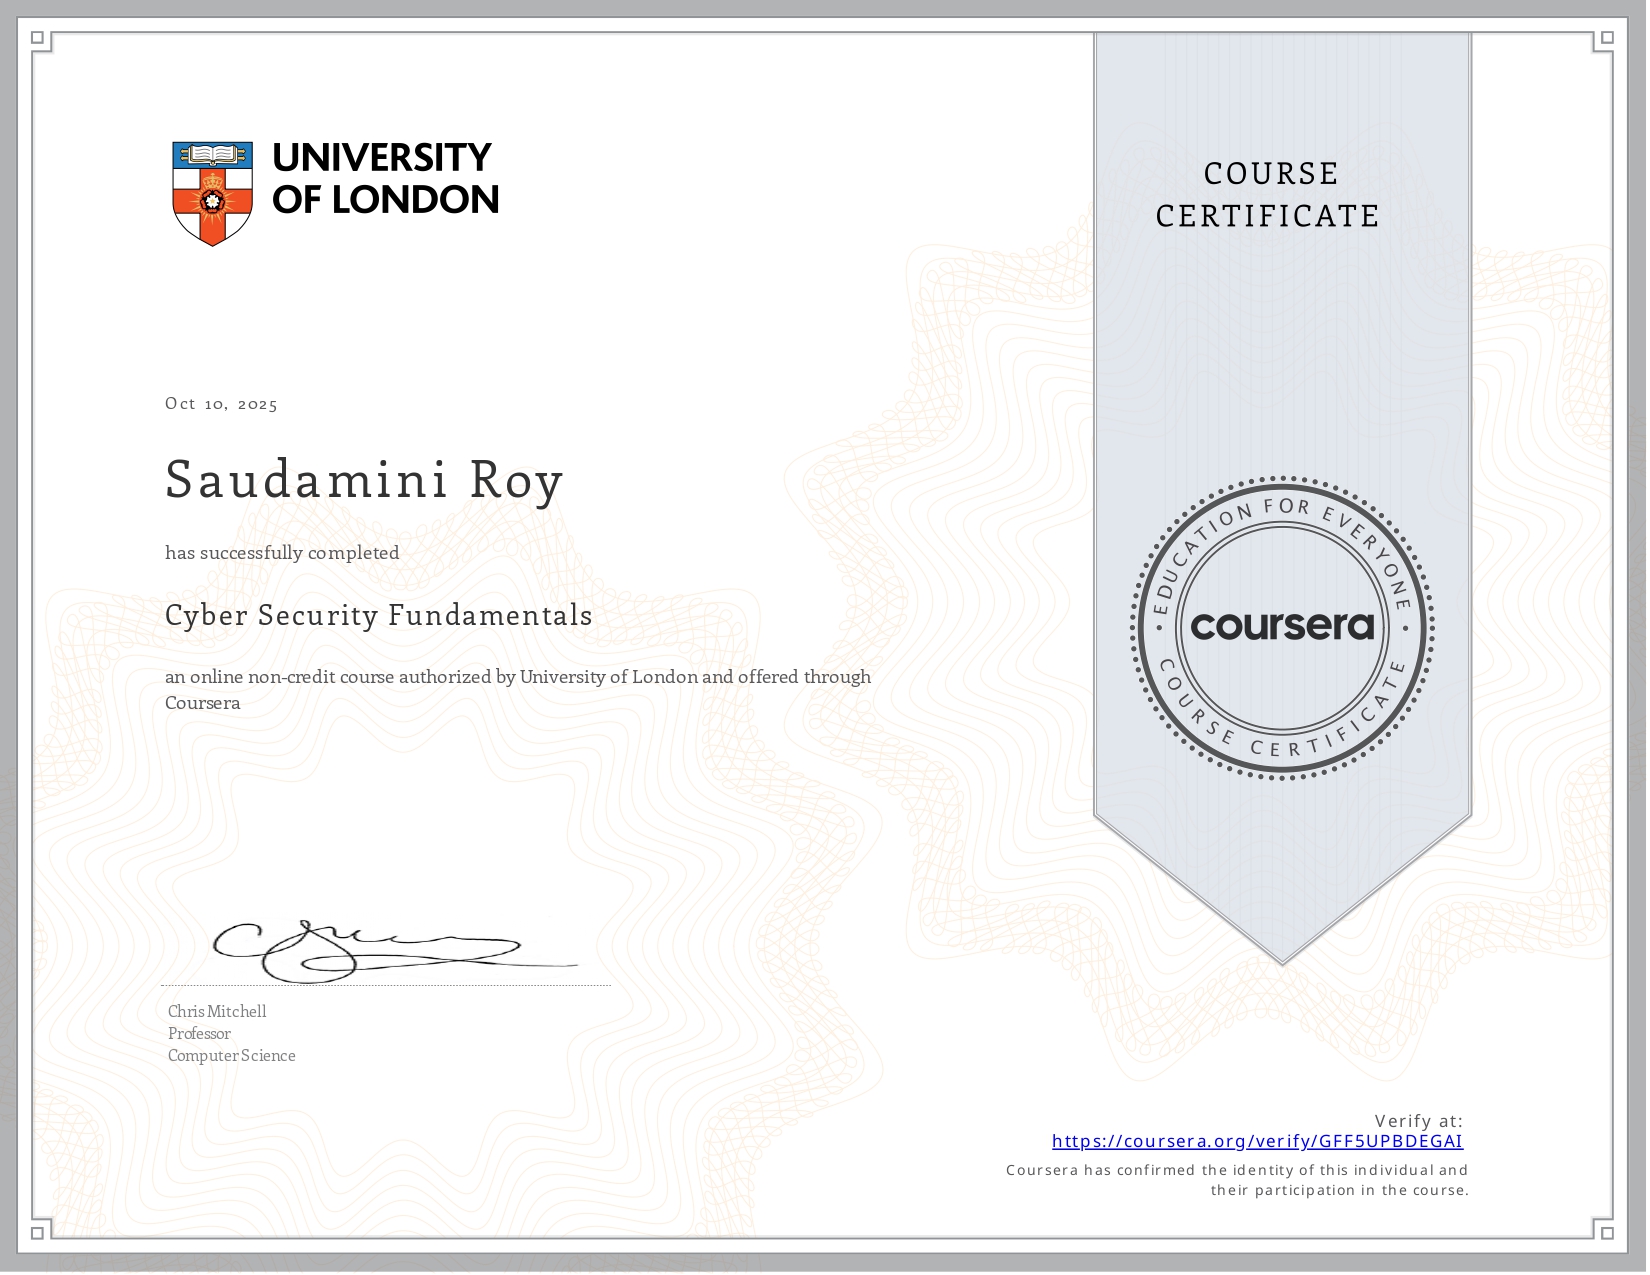 UNIVERSITY
OF LONDON
COURSE
CERTIFICATE
Oct 10, 2025
Saudamini Roy
has successfully completed
Cyber Security Fundamentals
an online non-credit course authorized by University of London and offered through
Coursera
EDUCATION FOR EVERYONE
coursera
COURSE CERTIFICATE
Chris Mitchell
Professor
Computer Science
Verify at:
https://coursera.org/verify/GFF5UPBDEGAI
Coursera has confirmed the identity of this individual and
their participation in the course.